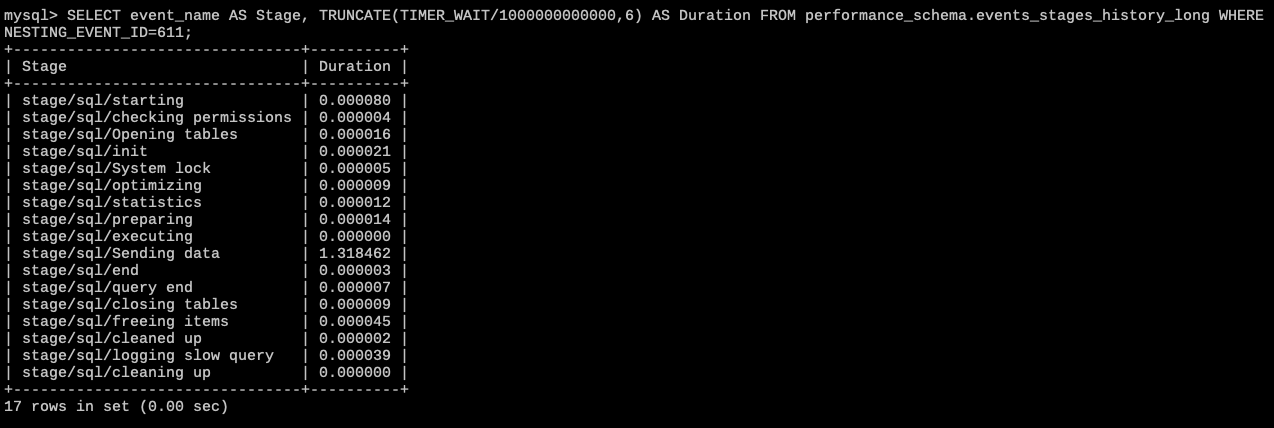 mysql> SELECT event_name AS Stage, TRUNCATE(TIMER_WAIT/1000000000000,6) AS Duration FROM performance_schema.events_stages_history_long WHERE
NESTING_EVENT_ID=611;
+--------------------------------+----------+
| Stage                          | Duration |
+--------------------------------+----------+
| stage/sql/starting             | 0.000080 |
| stage/sql/checking permissions | 0.000004 |
| stage/sql/Opening tables       | 0.000016 |
| stage/sql/init                 | 0.000021 |
| stage/sql/System lock          | 0.000005 |
| stage/sql/optimizing           | 0.000009 |
| stage/sql/statistics           | 0.000012 |
| stage/sql/preparing            | 0.000014 |
| stage/sql/executing            | 0.000000 |
| stage/sql/Sending data         | 1.318462 |
| stage/sql/end                  | 0.000003 |
| stage/sql/query end            | 0.000007 |
| stage/sql/closing tables       | 0.000009 |
| stage/sql/freeing items        | 0.000045 |
| stage/sql/cleaned up           | 0.000002 |
| stage/sql/logging slow query   | 0.000039 |
| stage/sql/cleaning up          | 0.000000 |
+--------------------------------+----------+
17 rows in set (0.00 sec)